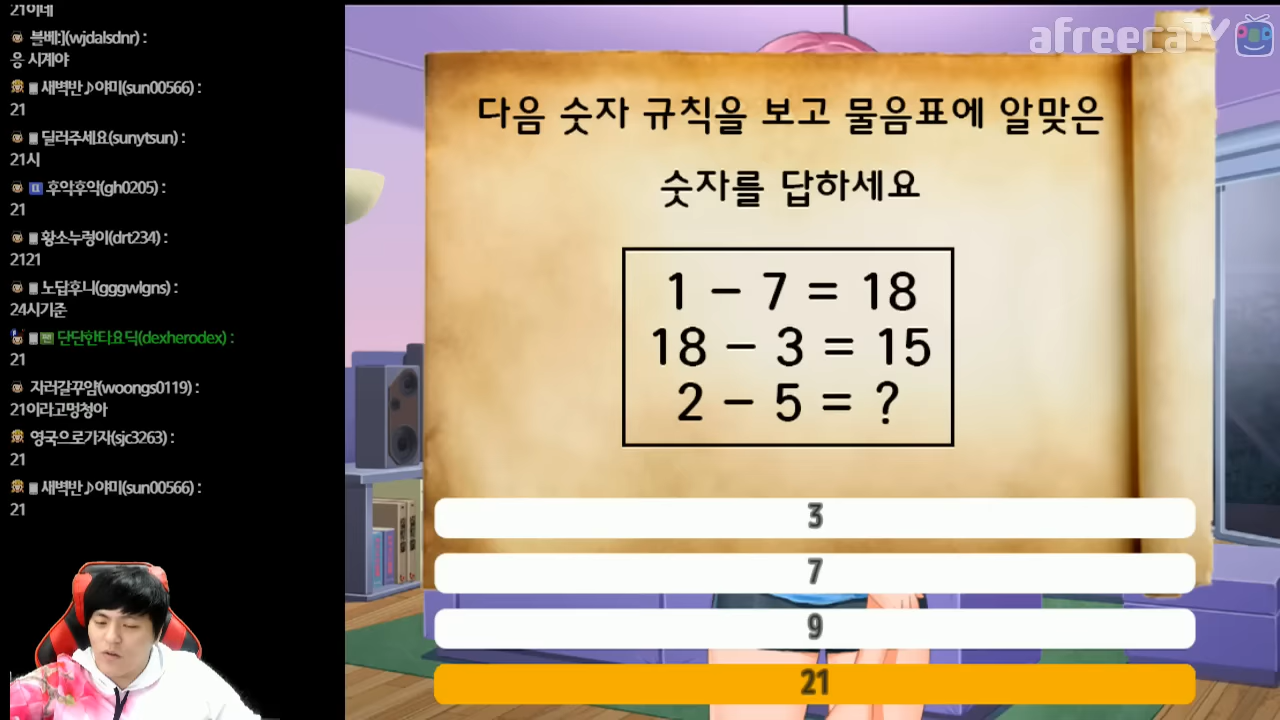 21이네
블베:](wjdalsdnr) :
응 시계야
새벽반♪야미(sun00566) :
21
딜러주세요(sunytsun) :
21시
후악후악(gh0205) :
21
황소누렁이(drt234) :
2121
노답후니(gggwlgns) :
24시기준
단단한타요딕(dexherodex) :
21
자러갈꾸얌(woongs0119) :
21이라고멍청아
영국으로가자(sjc3263) :
21
새벽반♪야미(sun00566) :
21
afreecaTV
다음 숫자 규칙을 보고 물음표에 알맞은
숫자를 답하세요
1 − 7 = 18
18 − 3 = 15
2 − 5 = ?
3
7
9
21